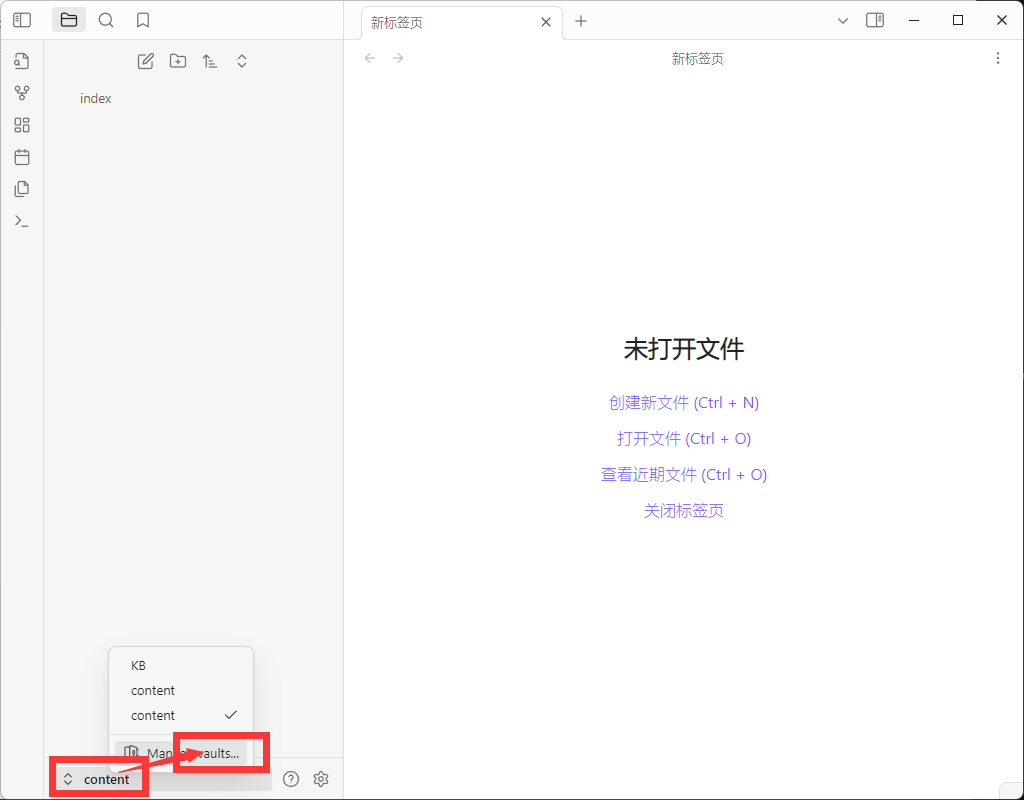 新标签页
新标签页
index
未打开文件
创建新文件 (Ctrl + N)
打开文件 (Ctrl + O)
查看近期文件 (Ctrl + O)
关闭标签页
KB
content
content
vaults...
content